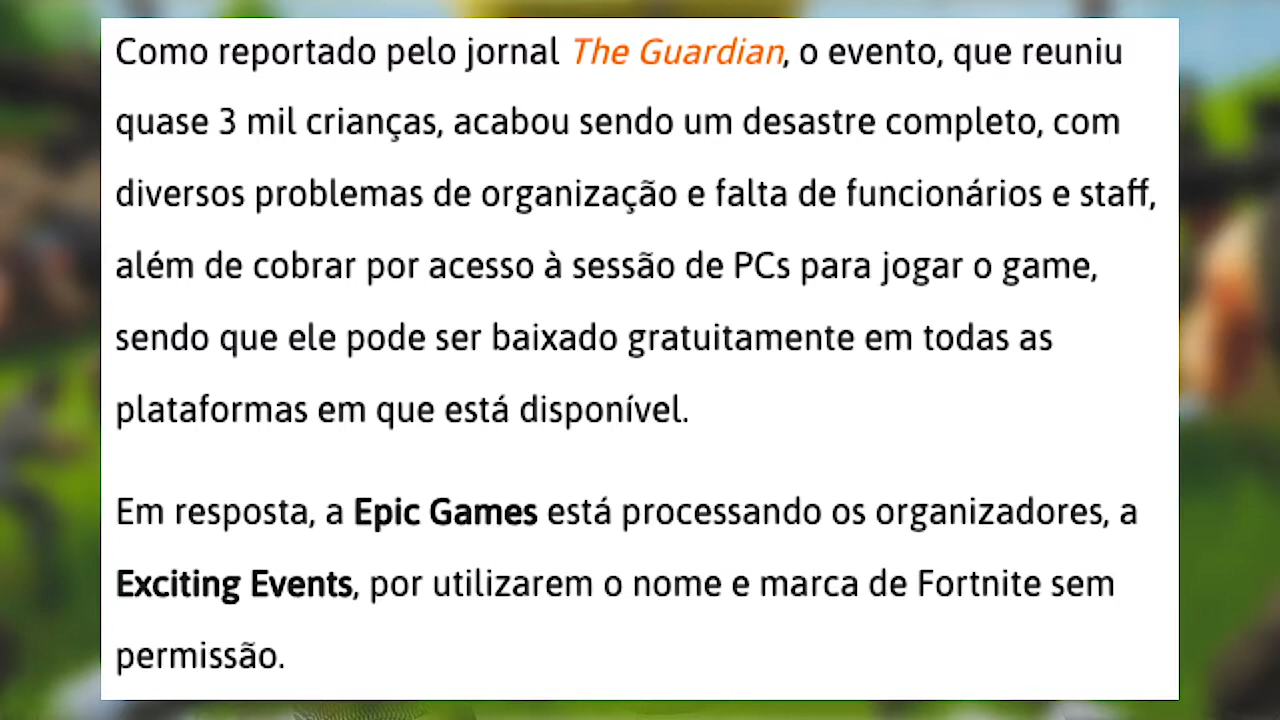 Como reportado pelo jornal The Guardian, o evento, que reuniu
quase 3 mil crianças, acabou sendo um desastre completo, com
diversos problemas de organização e falta de funcionários e staff,
além de cobrar por acesso à sessão de PCs para jogar o game,
sendo que ele pode ser baixado gratuitamente em todas as
plataformas em que está disponível.
Em resposta, a Epic Games está processando os organizadores, a
Exciting Events, por utilizarem o nome e marca de Fortnite sem
permissão.